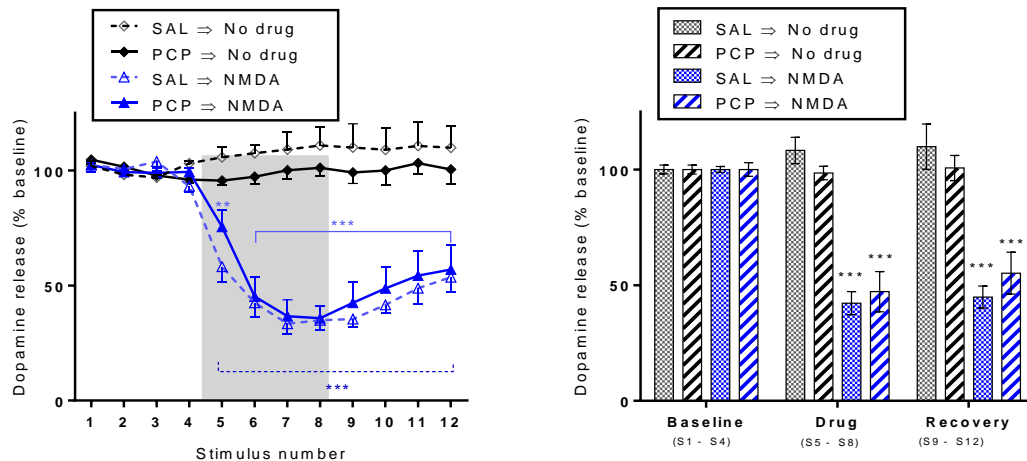 SAL ⇒ No drug
PCP ⇒ No drug
SAL ⇒ NMDA
PCP ⇒ NMDA
Dopamine release (% baseline)
100
50
0
**
***
***
1 2 3 4 5 6 7 8 9 10 11 12
Stimulus number
SAL ⇒ No drug
PCP ⇒ No drug
SAL ⇒ NMDA
PCP ⇒ NMDA
Dopamine release (% baseline)
100
50
0
*** *** *** ***
Baseline Drug Recovery
(S1 - S4) (S5 - S8) (S9 - S12)